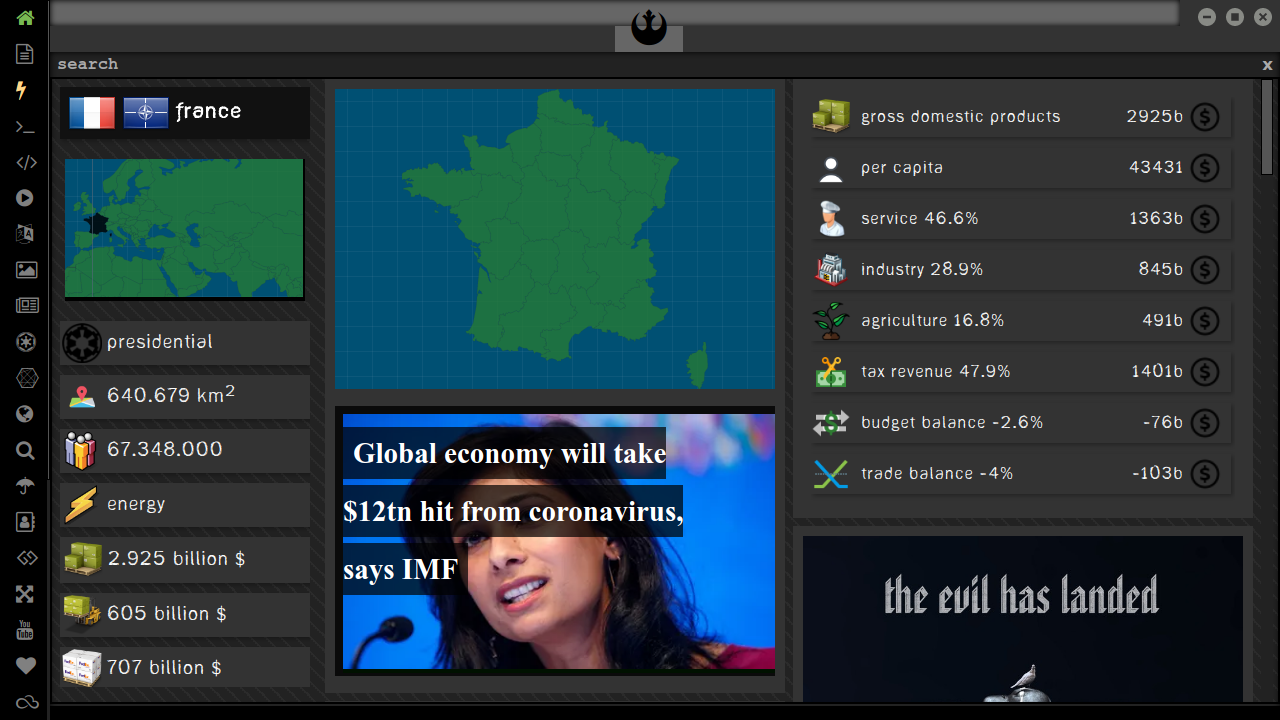 search
x
france
presidential
640.679 km²
67.348.000
energy
2.925 billion $
605 billion $
707 billion $
Global economy will take
$12tn hit from coronavirus,
says IMF
gross domestic products 2925b $
per capita 43431 $
service 46.6% 1363b $
industry 28.9% 845b $
agriculture 16.8% 491b $
tax revenue 47.9% 1401b $
budget balance -2.6% -76b $
trade balance -4% -103b $
the evil has landed
You
Tube
FedEx